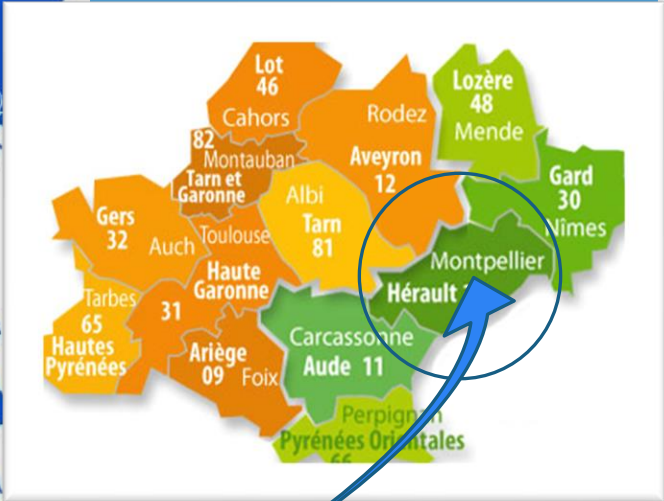 Lot
46
Cahors
Lozère
48
Mende
Rodez
Aveyron
12
82
Montauban
Tarn et
Garonne
Gard
30
Nîmes
Albi
Tarn
81
Gers
32
Auch
Toulouse
Haute
Garonne
31
Montpellier
Hérault
Tarbes
65
Hautes
Pyrénées
Ariège
09
Foix
Carcassonne
Aude 11
Perpignan
Pyrénées Orientales
66